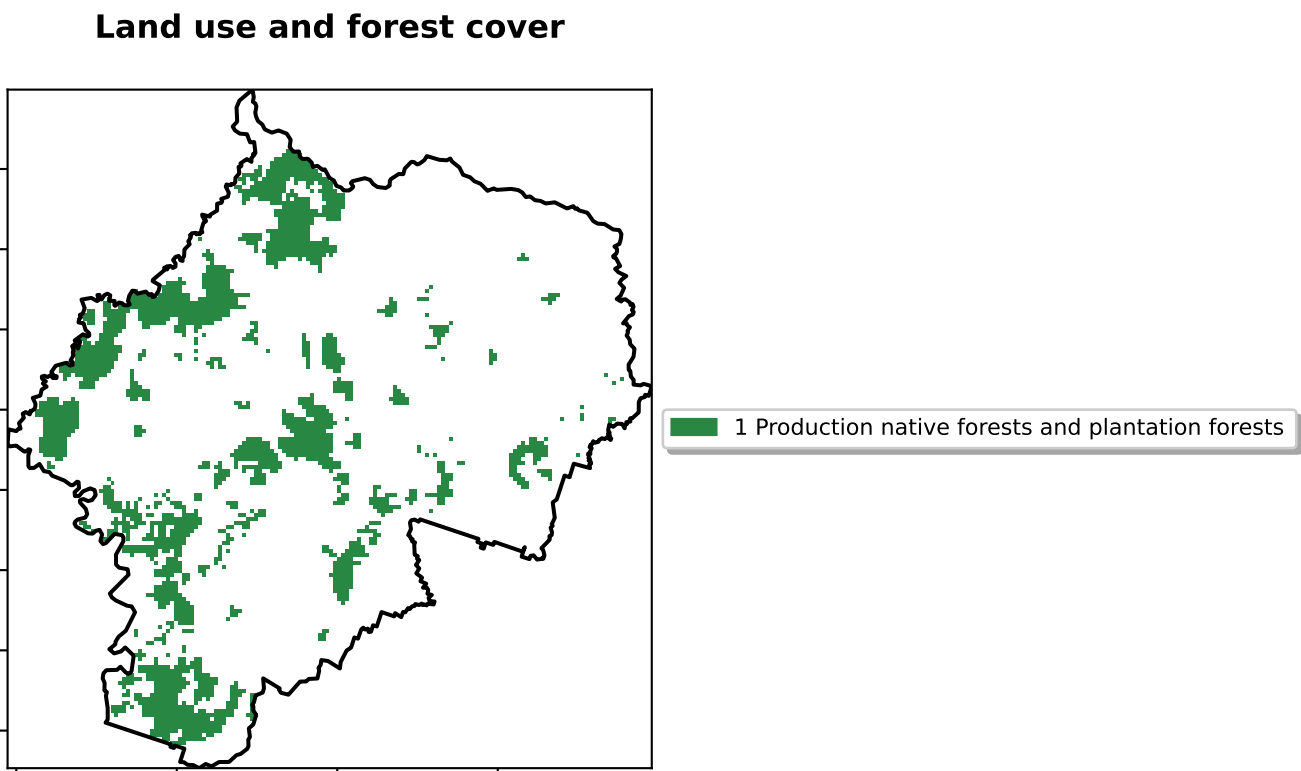 Land use and forest cover
1 Production native forests and plantation forests